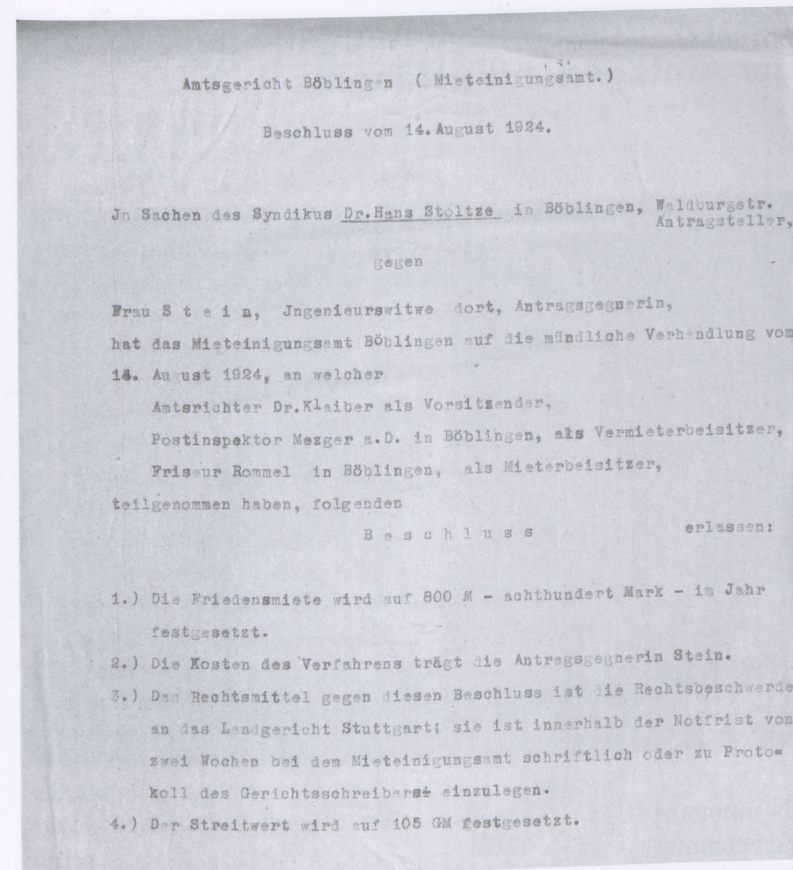 Amtsgericht Böblingen ( Mieteinigungsamt.)
Beschluss vom 14.August 1924.
Jn Sachen des Syndikus Dr.Hans Stoltze in Böblingen, Waldburgstr.
Antragsteller,
gegen
Frau S t e i n, Jngenieurswitwe dort, Antragsgegnerin,
hat das Mieteinigungsamt Böblingen auf die mündliche Verhandlung vom
14. August 1924, an welcher
Amtsrichter Dr.Klaiber als Vorsitzender,
Postinspektor Mezger a.D. in Böblingen, als Vermieterbeisitzer,
Friseur Rommel in Böblingen, als Mieterbeisitzer,
teilgenommen haben, folgenden
B e s c h l u s s erlassen:
1.) Die Friedensmiete wird auf 800 M - achthundert Mark - im Jahr
festgesetzt.
2.) Die Kosten des Verfahrens trägt die Antragsgegnerin Stein.
3.) Das Rechtsmittel gegen diesen Beschluss ist die Rechtsbeschwerde
an das Landgericht Stuttgart; sie ist innerhalb der Notfrist von
zwei Wochen bei dem Mieteinigungsamt schriftlich oder zu Proto=
koll des Gerichtsschreibers einzulegen.
4.) Der Streitwert wird auf 105 GM festgesetzt.